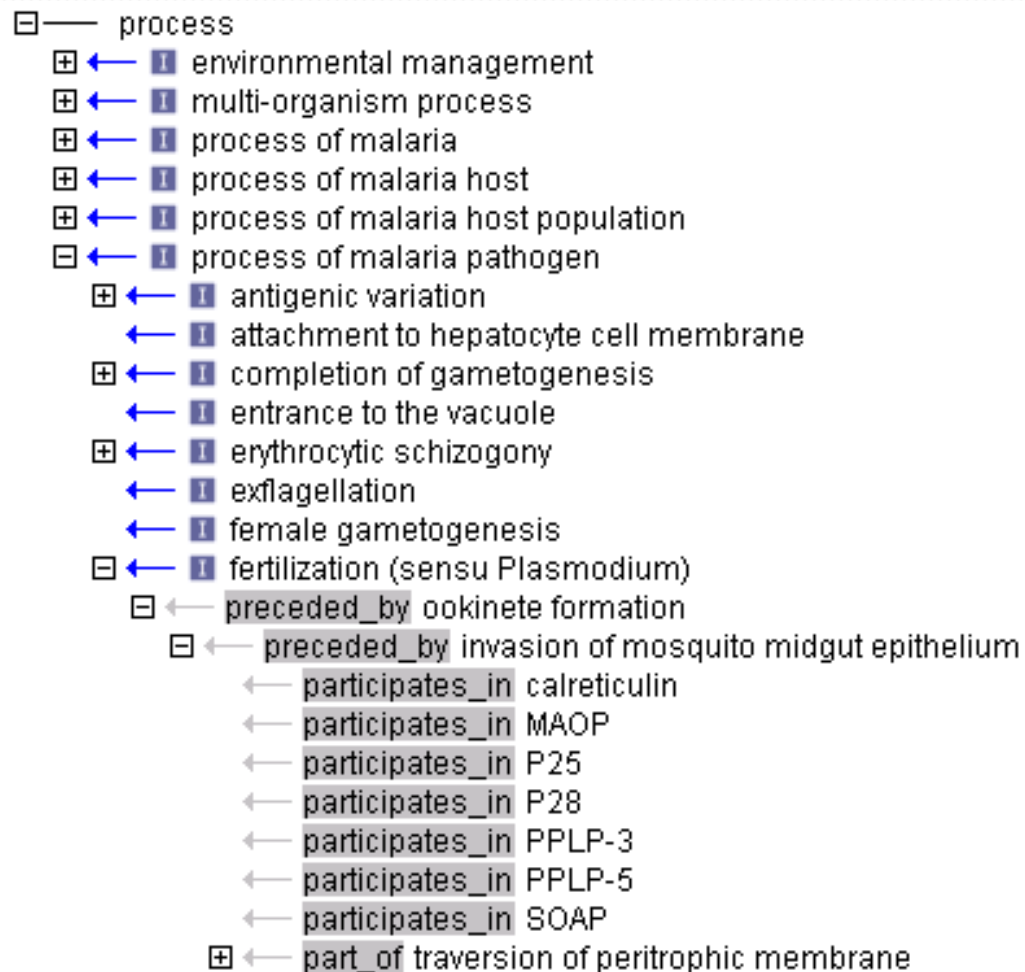 process
I environmental management
I multi-organism process
I process of malaria
I process of malaria host
I process of malaria host population
I process of malaria pathogen
I antigenic variation
I attachment to hepatocyte cell membrane
I completion of gametogenesis
I entrance to the vacuole
I erythrocytic schizogony
I exflagellation
I female gametogenesis
I fertilization (sensu Plasmodium)
preceded_by ookinete formation
preceded_by invasion of mosquito midgut epithelium
participates_in calreticulin
participates_in MAOP
participates_in P25
participates_in P28
participates_in PPLP-3
participates_in PPLP-5
participates_in SOAP
part_of traversion of peritrophic membrane